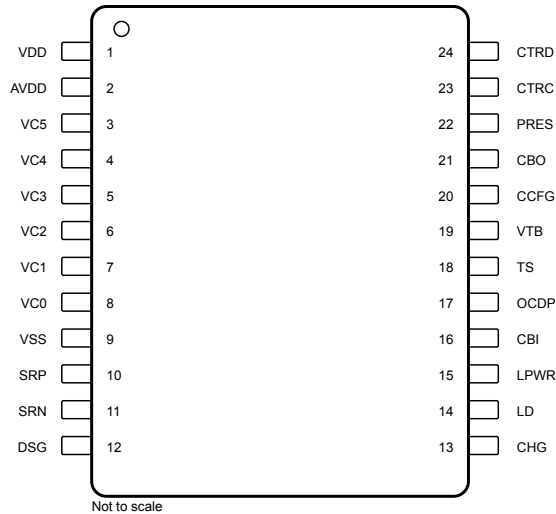 VDD 1 24 CTRD
AVDD 2 23 CTRC
VC5 3 22 PRES
VC4 4 21 CBO
VC3 5 20 CCFG
VC2 6 19 VTB
VC1 7 18 TS
VC0 8 17 OCDP
VSS 9 16 CBI
SRP 10 15 LPWR
SRN 11 14 LD
DSG 12 13 CHG
Not to scale